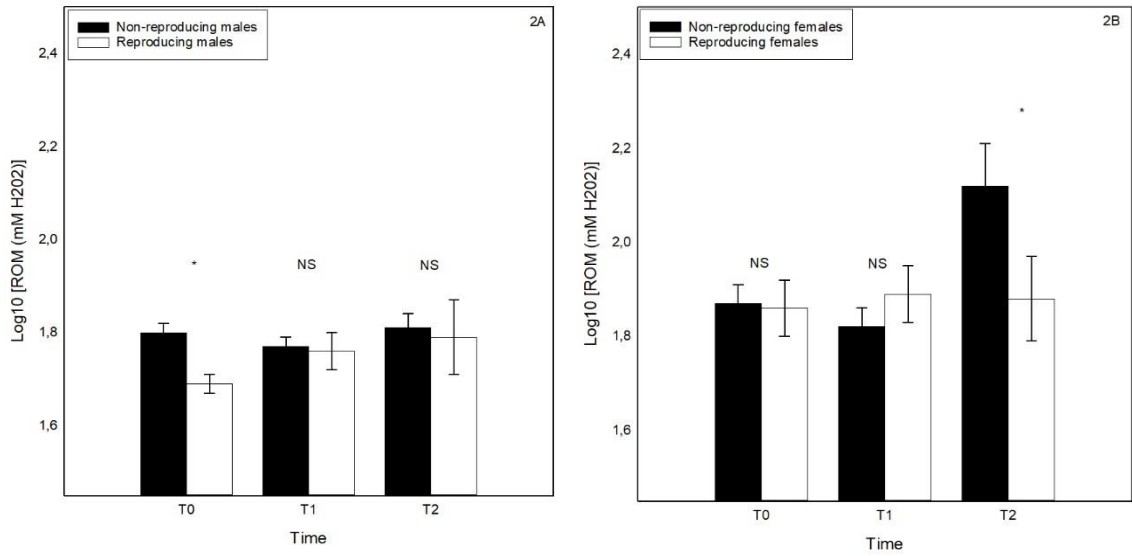 2A
Non-reproducing males
Reproducing males
2,4
2,2
2,0
1,8
1,6
Log10 [ROM (mM H202)]
*
NS
NS
T0
T1
T2
Time
2B
Non-reproducing females
Reproducing females
2,4
2,2
2,0
1,8
1,6
Log10 [ROM (mM H202)]
NS
NS
*
T0
T1
T2
Time